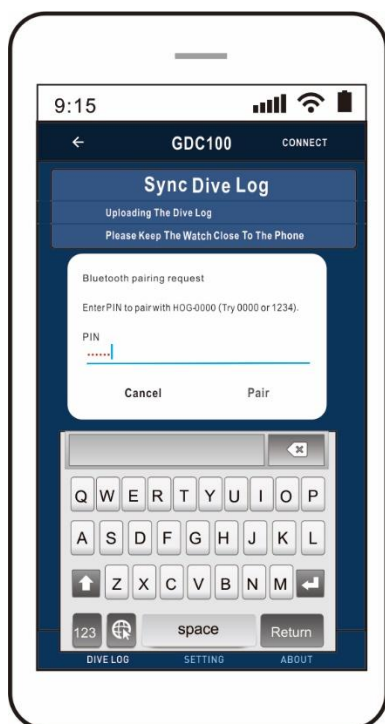 9:15
GDC100 CONNECT
Sync Dive Log
Uploading The Dive Log
Please Keep The Watch Close To The Phone
Bluetooth pairing request
Enter PIN to pair with HOG-0000 (Try 0000 or 1234).
PIN
······
Cancel Pair
Q W E R T Y U I O P
A S D F G H J K L
Z X C V B N M
123 space Return
DIVE LOG SETTING ABOUT